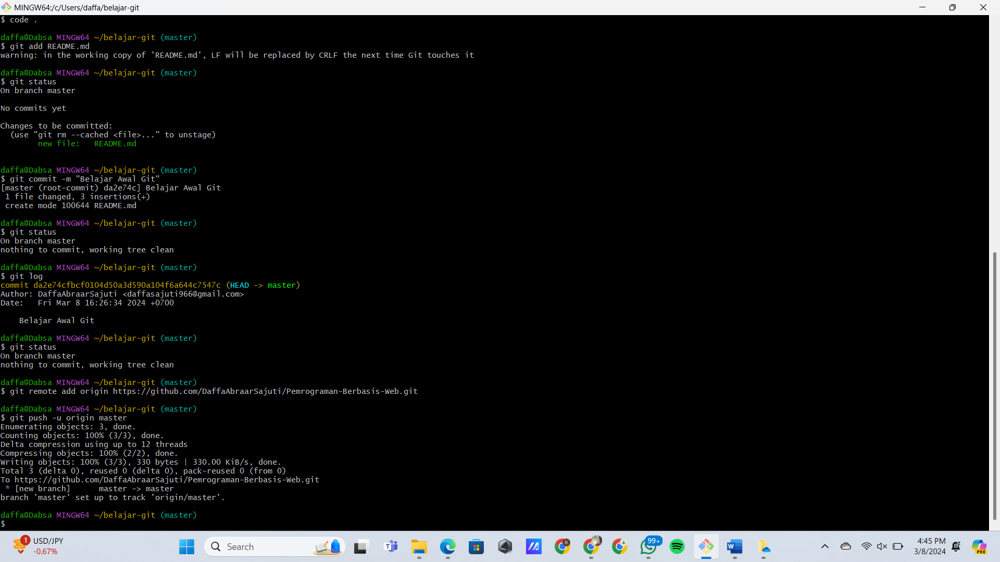 MINGW64:/c/Users/daffa/belajar-git
$ code .
daffa@Dabsa MINGW64 ~/belajar-git (master)
$ git add README.md
warning: in the working copy of 'README.md', LF will be replaced by CRLF the next time Git touches it
daffa@Dabsa MINGW64 ~/belajar-git (master)
$ git status
On branch master
No commits yet
Changes to be committed:
  (use "git rm --cached <file>..." to unstage)
        new file:   README.md
daffa@Dabsa MINGW64 ~/belajar-git (master)
$ git commit -m "Belajar Awal Git"
[master (root-commit) da2e74c] Belajar Awal Git
 1 file changed, 3 insertions(+)
 create mode 100644 README.md
daffa@Dabsa MINGW64 ~/belajar-git (master)
$ git status
On branch master
nothing to commit, working tree clean
daffa@Dabsa MINGW64 ~/belajar-git (master)
$ git log
commit da2e74cfbcf0104d50a3d590a104f6a644c7547c (HEAD -> master)
Author: DaffaAbraarSajuti <daffasajuti966@gmail.com>
Date:   Fri Mar 8 16:26:34 2024 +0700
    Belajar Awal Git
daffa@Dabsa MINGW64 ~/belajar-git (master)
$ git status
On branch master
nothing to commit, working tree clean
daffa@Dabsa MINGW64 ~/belajar-git (master)
$ git remote add origin https://github.com/DaffaAbraarSajuti/Pemrograman-Berbasis-Web.git
daffa@Dabsa MINGW64 ~/belajar-git (master)
$ git push -u origin master
Enumerating objects: 3, done.
Counting objects: 100% (3/3), done.
Delta compression using up to 12 threads
Compressing objects: 100% (2/2), done.
Writing objects: 100% (3/3), 330 bytes | 330.00 KiB/s, done.
Total 3 (delta 0), reused 0 (delta 0), pack-reused 0 (from 0)
To https://github.com/DaffaAbraarSajuti/Pemrograman-Berbasis-Web.git
 * [new branch]      master -> master
branch 'master' set up to track 'origin/master'.
daffa@Dabsa MINGW64 ~/belajar-git (master)
$
1
USD/JPY
-0.67%
Search
D
99+
W
4:45 PM
3/8/2024
PRE